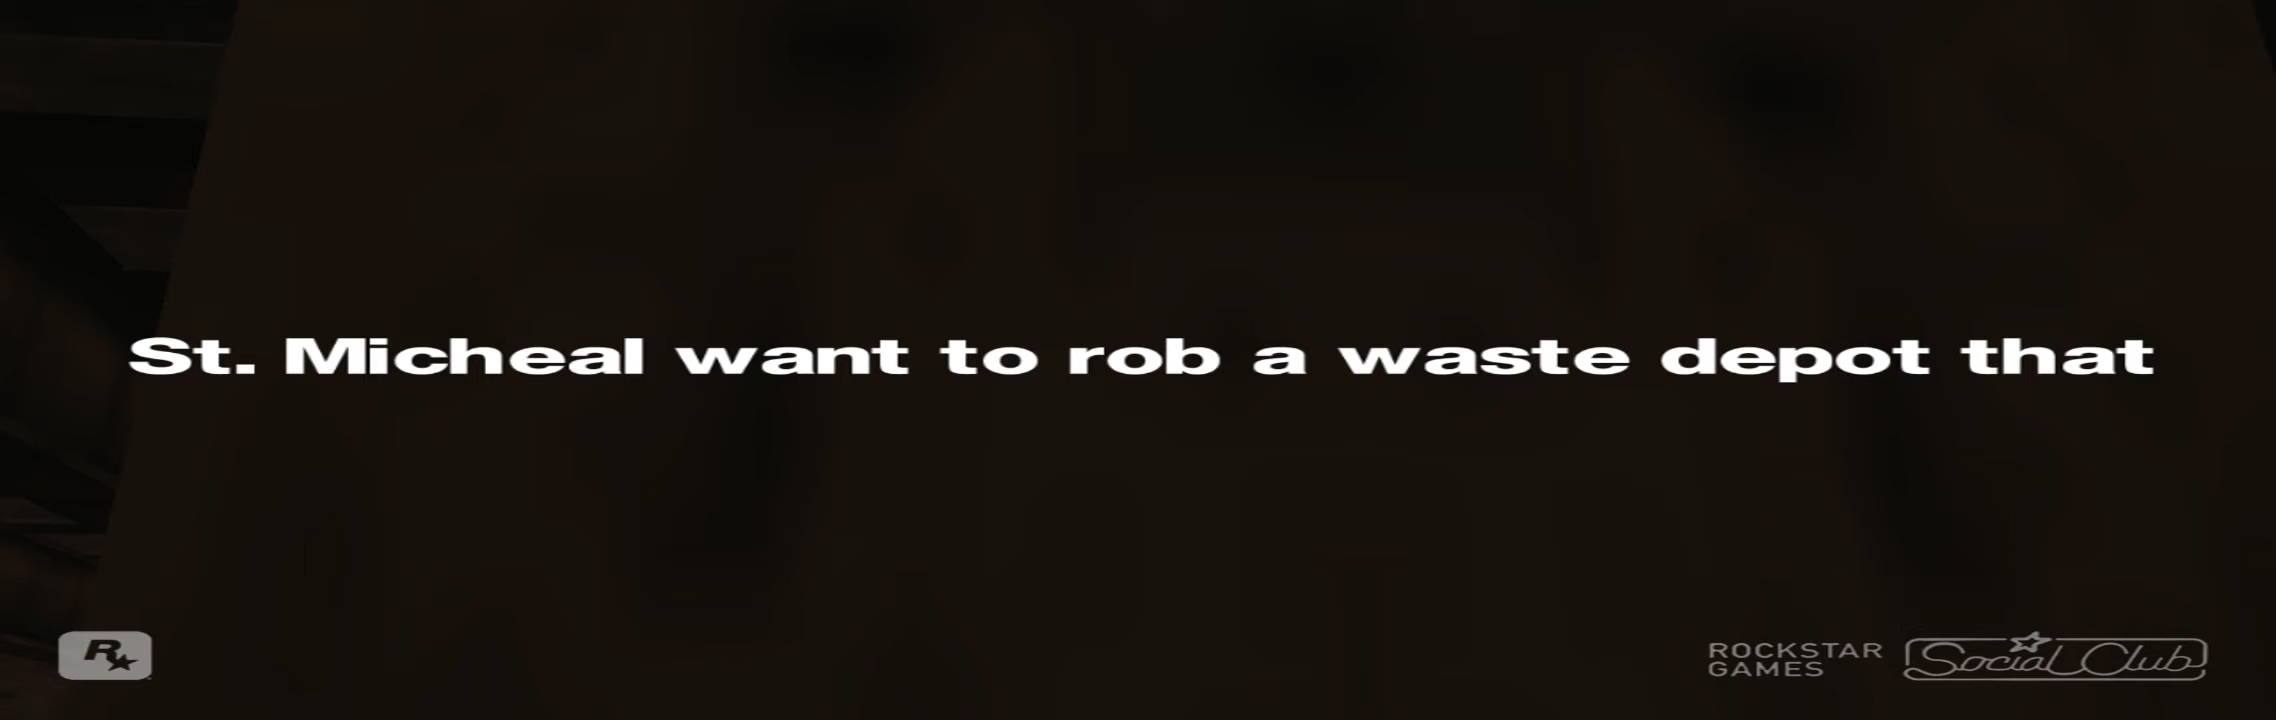 St. Micheal want to rob a waste depot that
R
ROCKSTAR
GAMES
Social Club